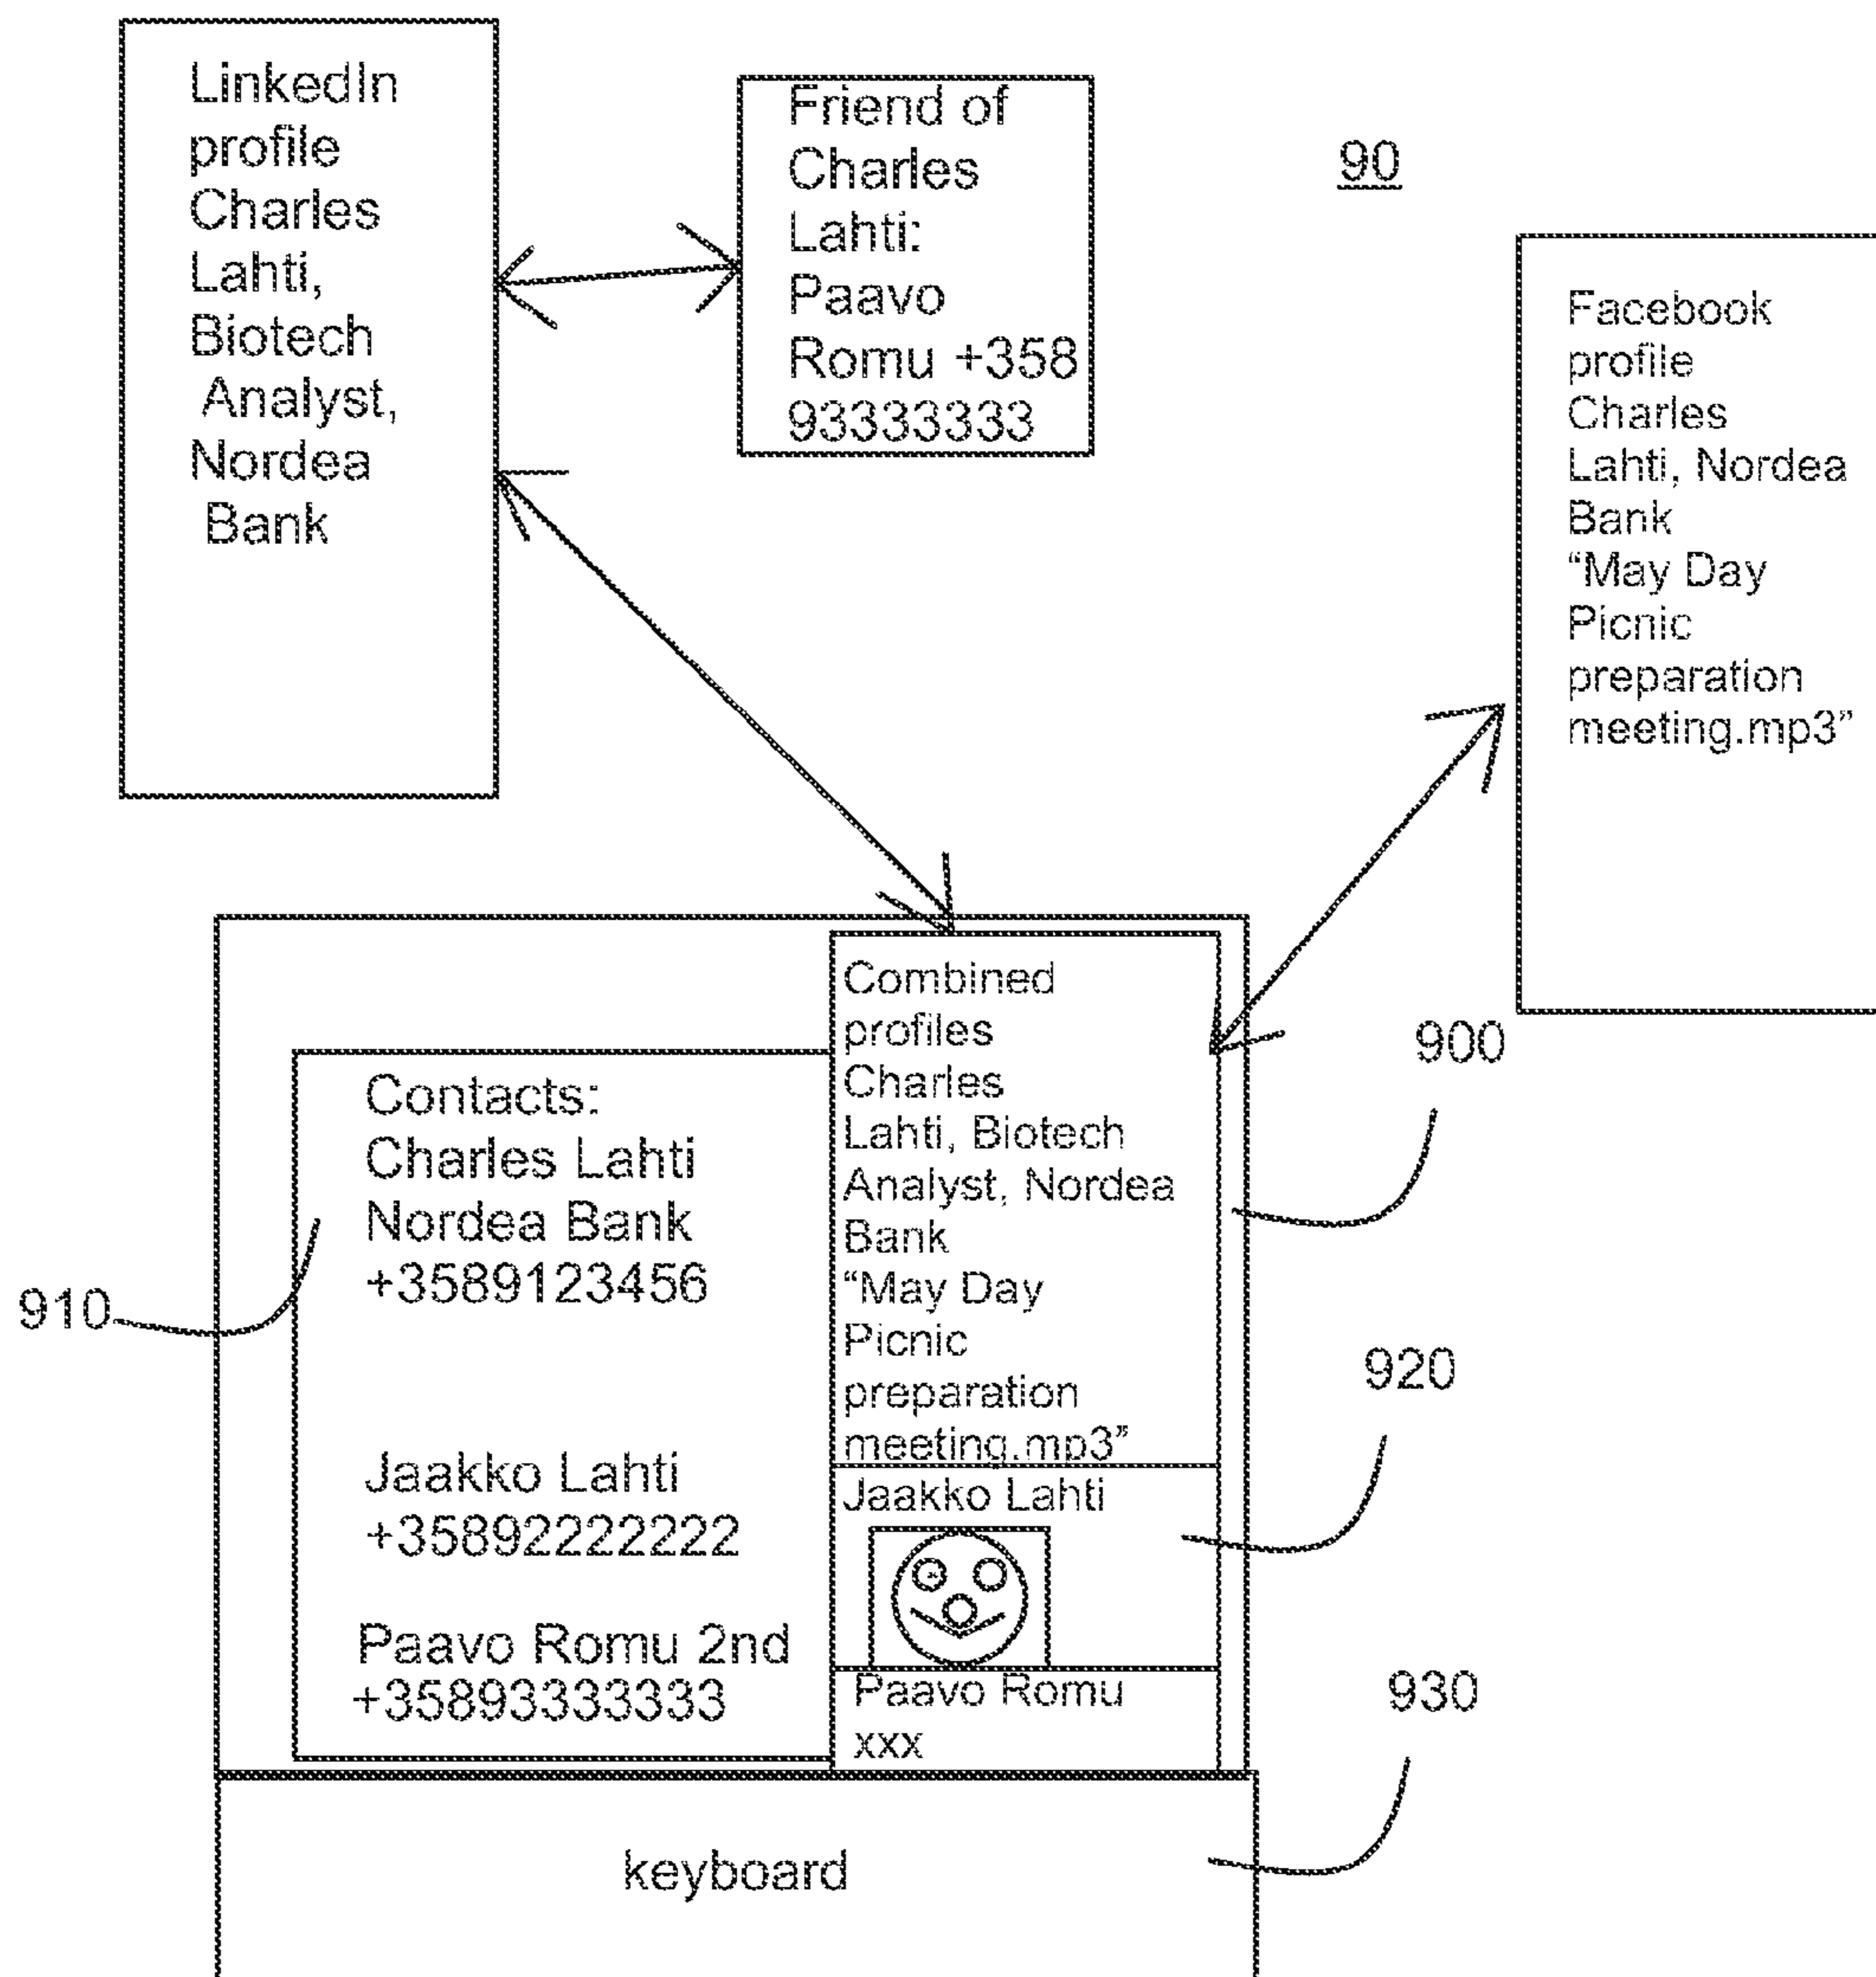 LinkedIn
profile
Charles
Lahti,
Biotech
Analyst,
Nordea
Bank
Friend of
Charles
Lahti:
Paavo
Romu +358
93333333
90
Facebook
profile
Charles
Lahti, Nordea
Bank
“May Day
Picnic
preparation
meeting.mp3”
Contacts:
Charles Lahti
Nordea Bank
+3589123456
Jaakko Lahti
+35892222222
Paavo Romu 2nd
+35893333333
Combined
profiles
Charles
Lahti, Biotech
Analyst, Nordea
Bank
“May Day
Picnic
preparation
meeting.mp3”
Jaakko Lahti
Paavo Romu
xxx
900
910
920
930
keyboard